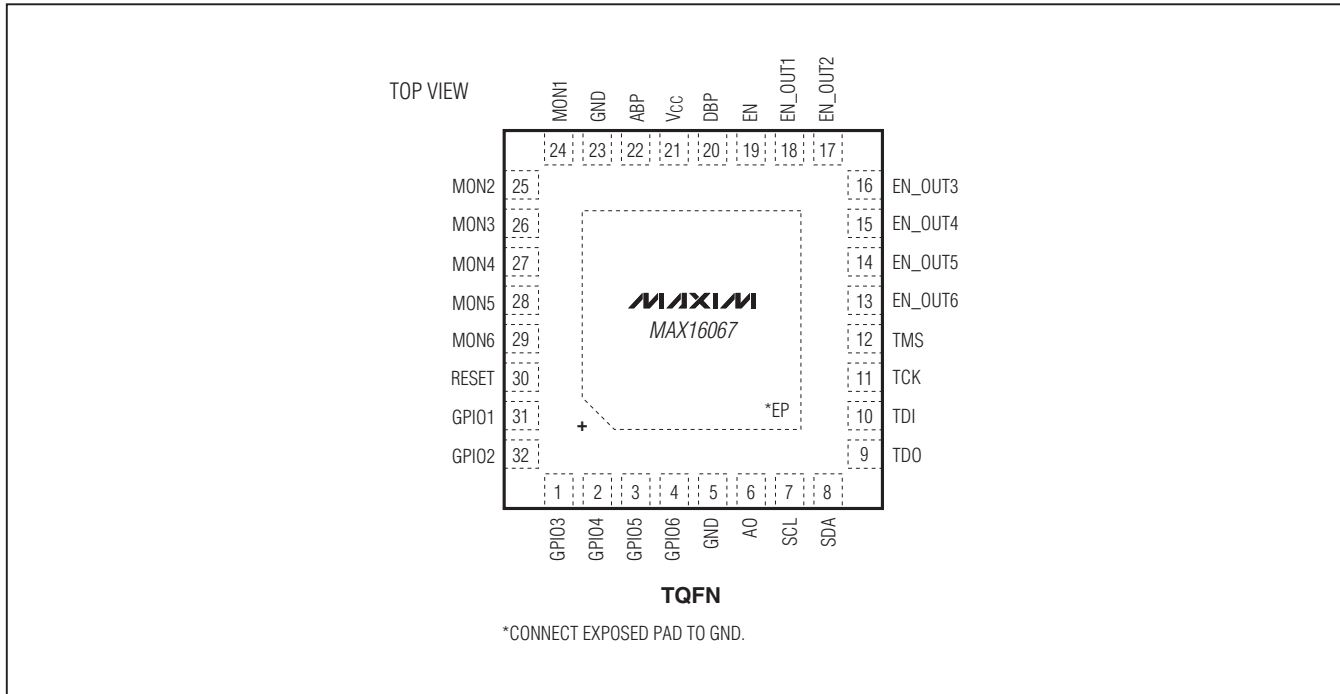 TOP VIEW
MON1
GND
ABP
VCC
DBP
EN
EN_OUT1
EN_OUT2
24 23 22 21 20 19 18 17
MON2 25
MON3 26
MON4 27
MON5 28
MON6 29
RESET 30
GPIO1 31
GPIO2 32
16 EN_OUT3
15 EN_OUT4
14 EN_OUT5
13 EN_OUT6
12 TMS
11 TCK
10 TDI
9 TDO
MAXIM
MAX16067
*EP
+
1 2 3 4 5 6 7 8
GPIO3
GPIO4
GPIO5
GPIO6
GND
A0
SCL
SDA
TQFN
*CONNECT EXPOSED PAD TO GND.